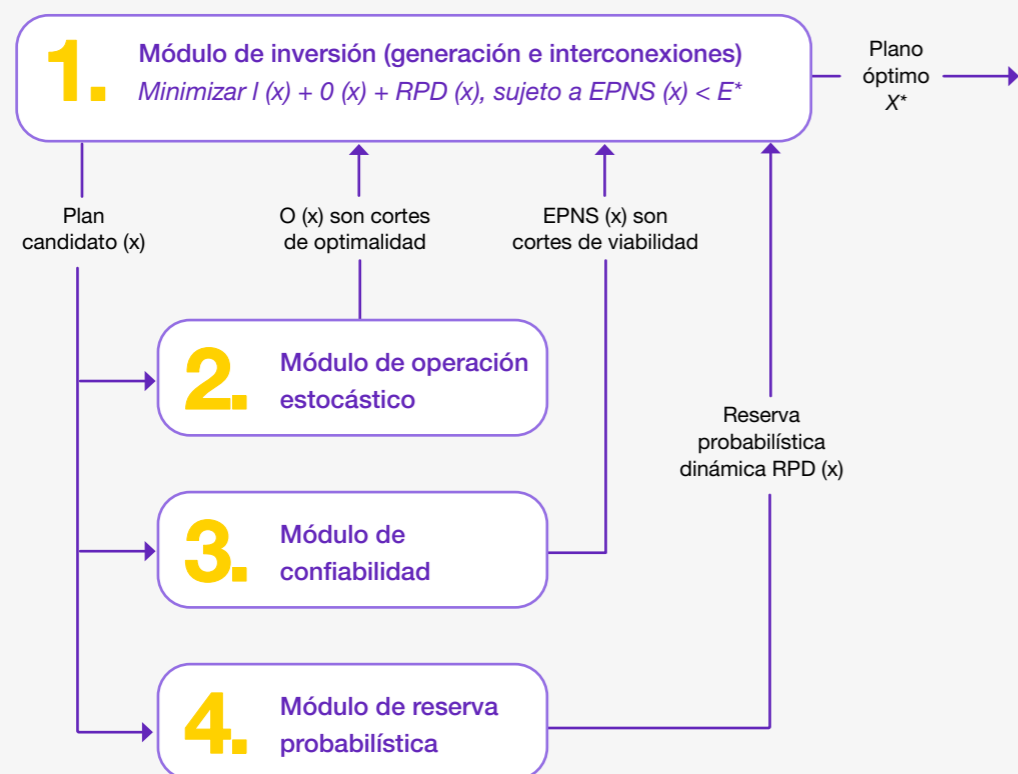 1.
Módulo de inversión (generación e interconexiones)
Minimizar I (x) + 0 (x) + RPD (x), sujeto a EPNS (x) < E*
Plano
óptimo
X*
Plan
candidato (x)
O (x) son cortes
de optimalidad
EPNS (x) son
cortes de viabilidad
2.
Módulo de operación
estocástico
Reserva
probabilística
dinámica RPD (x)
3.
Módulo de
confiabilidad
4.
Módulo de reserva
probabilística